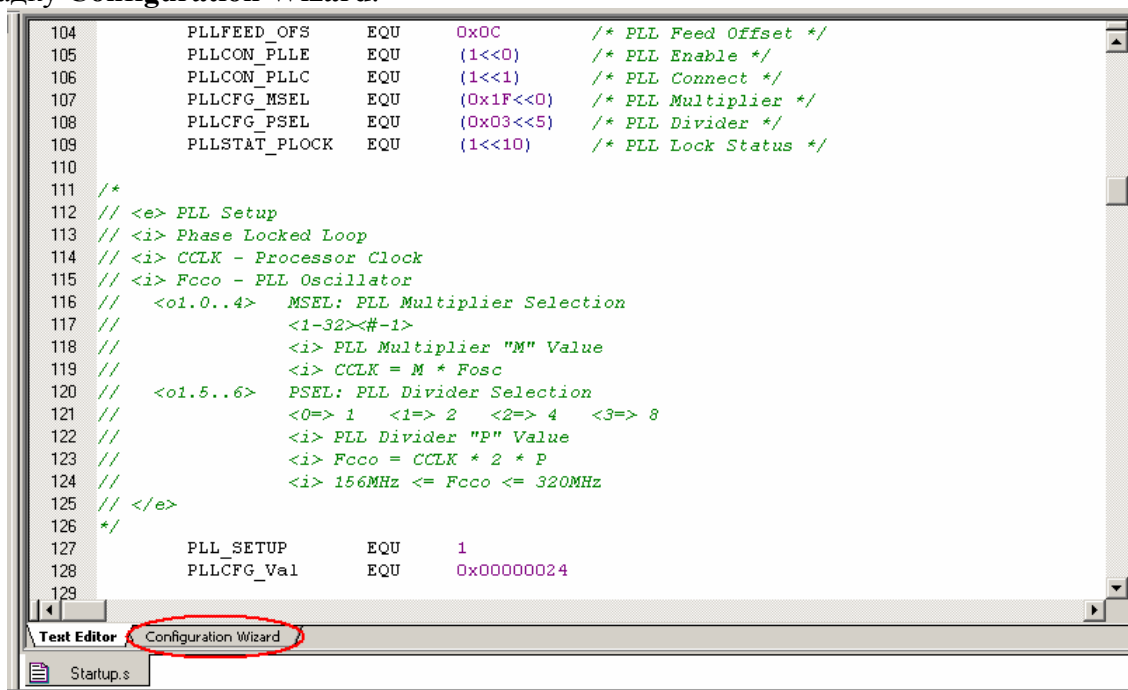 Configuration Wizard.
104 PLLFEED_OFS EQU 0x0C /* PLL Feed Offset */
105 PLLCON_PLLE EQU (1<<0) /* PLL Enable */
106 PLLCON_PLLC EQU (1<<1) /* PLL Connect */
107 PLLCFG_MSEL EQU (0x1F<<0) /* PLL Multiplier */
108 PLLCFG_PSEL EQU (0x03<<5) /* PLL Divider */
109 PLLSTAT_PLOCK EQU (1<<10) /* PLL Lock Status */
110
111 /*
112 // <e> PLL Setup
113 // <i> Phase Locked Loop
114 // <i> CCLK - Processor Clock
115 // <i> Fcco - PLL Oscillator
116 // <o1.0..4> MSEL: PLL Multiplier Selection
117 // <1-32><#-1>
118 // <i> PLL Multiplier "M" Value
119 // <i> CCLK = M * Fosc
120 // <o1.5..6> PSEL: PLL Divider Selection
121 // <0=> 1 <1=> 2 <2=> 4 <3=> 8
122 // <i> PLL Divider "P" Value
123 // <i> Fcco = CCLK * 2 * P
124 // <i> 156MHz <= Fcco <= 320MHz
125 // </e>
126 */
127 PLL_SETUP EQU 1
128 PLLCFG_Val EQU 0x00000024
129
Text Editor Configuration Wizard
Startup.s